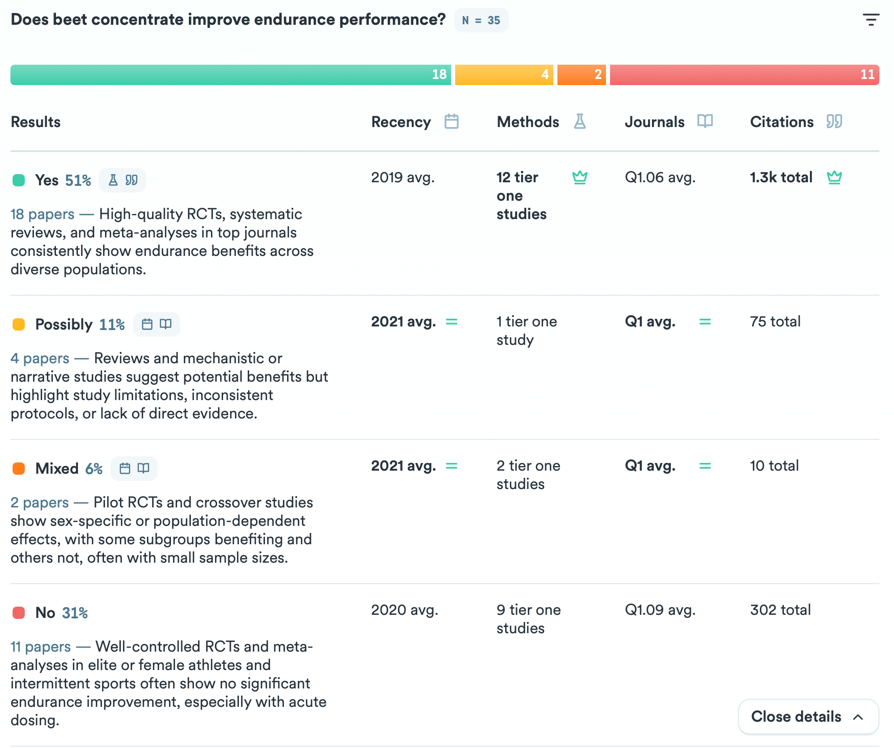 Does beet concentrate improve endurance performance? N = 35
18 4 2 11
Results Recency Methods Journals Citations
Yes 51% 2019 avg. 12 tier one studies Q1.06 avg. 1.3k total
18 papers — High-quality RCTs, systematic
reviews, and meta-analyses in top journals
consistently show endurance benefits across
diverse populations.
Possibly 11% 2021 avg. 1 tier one study Q1 avg. 75 total
4 papers — Reviews and mechanistic or
narrative studies suggest potential benefits but
highlight study limitations, inconsistent
protocols, or lack of direct evidence.
Mixed 6% 2021 avg. 2 tier one studies Q1 avg. 10 total
2 papers — Pilot RCTs and crossover studies
show sex-specific or population-dependent
effects, with some subgroups benefiting and
others not, often with small sample sizes.
No 31% 2020 avg. 9 tier one studies Q1.09 avg. 302 total
11 papers — Well-controlled RCTs and meta-
analyses in elite or female athletes and
intermittent sports often show no significant
endurance improvement, especially with acute
dosing.
Close details